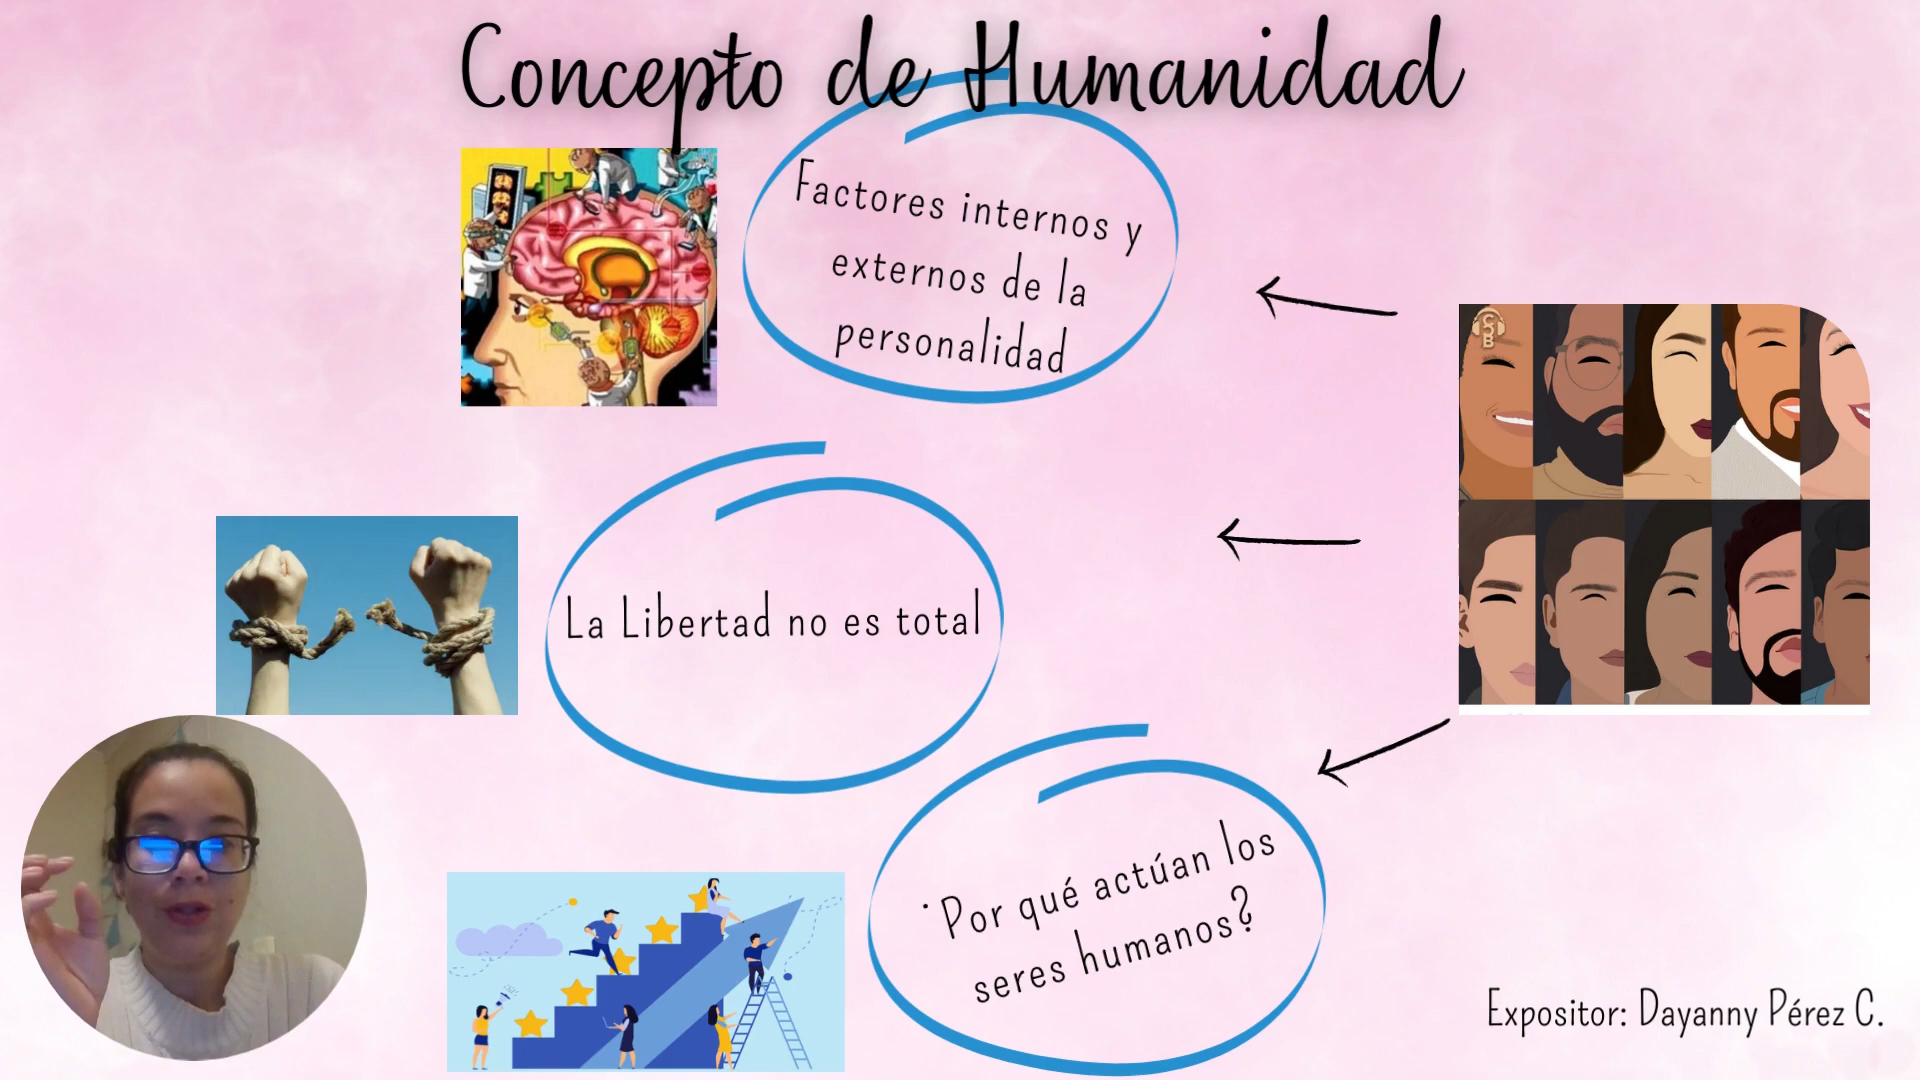 Concepto de Humanidad
Factores internos y
externos de la
personalidad
La Libertad no es total
˙Por qué actúan los
seres humanos?
Expositor: Dayanny Pérez C.